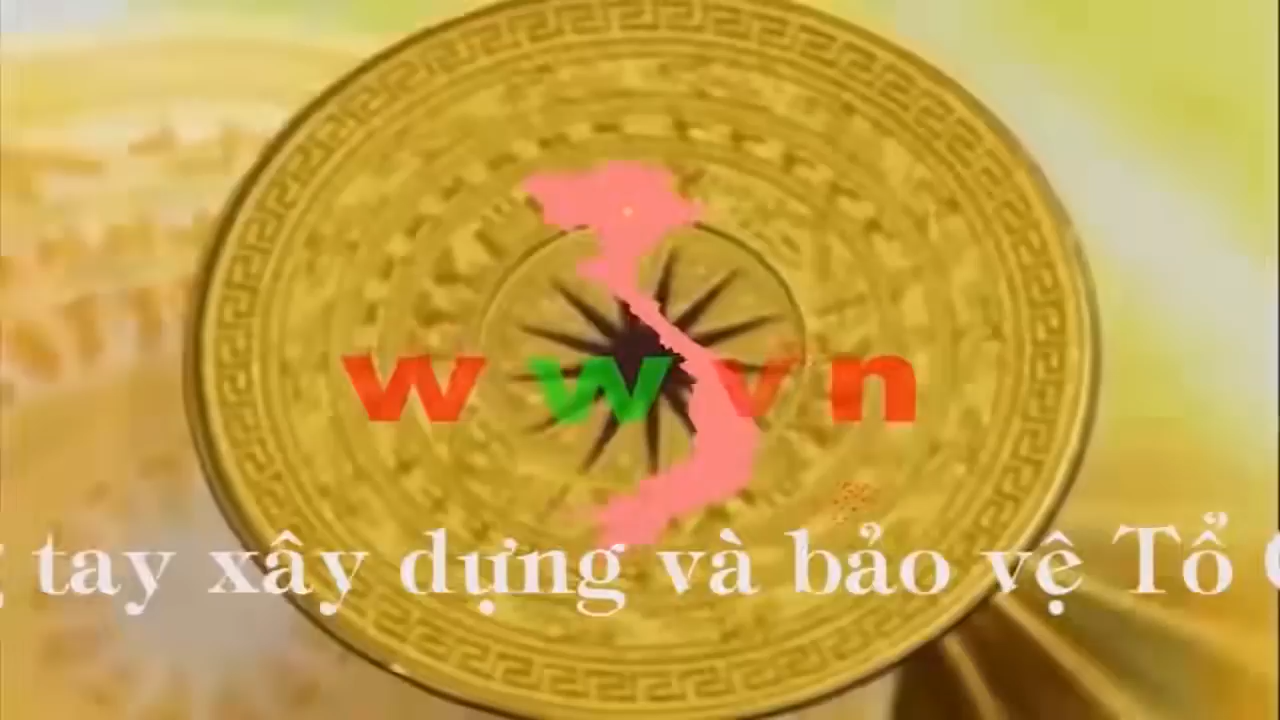 w w v n
tay xây dựng và bảo vệ Tổ